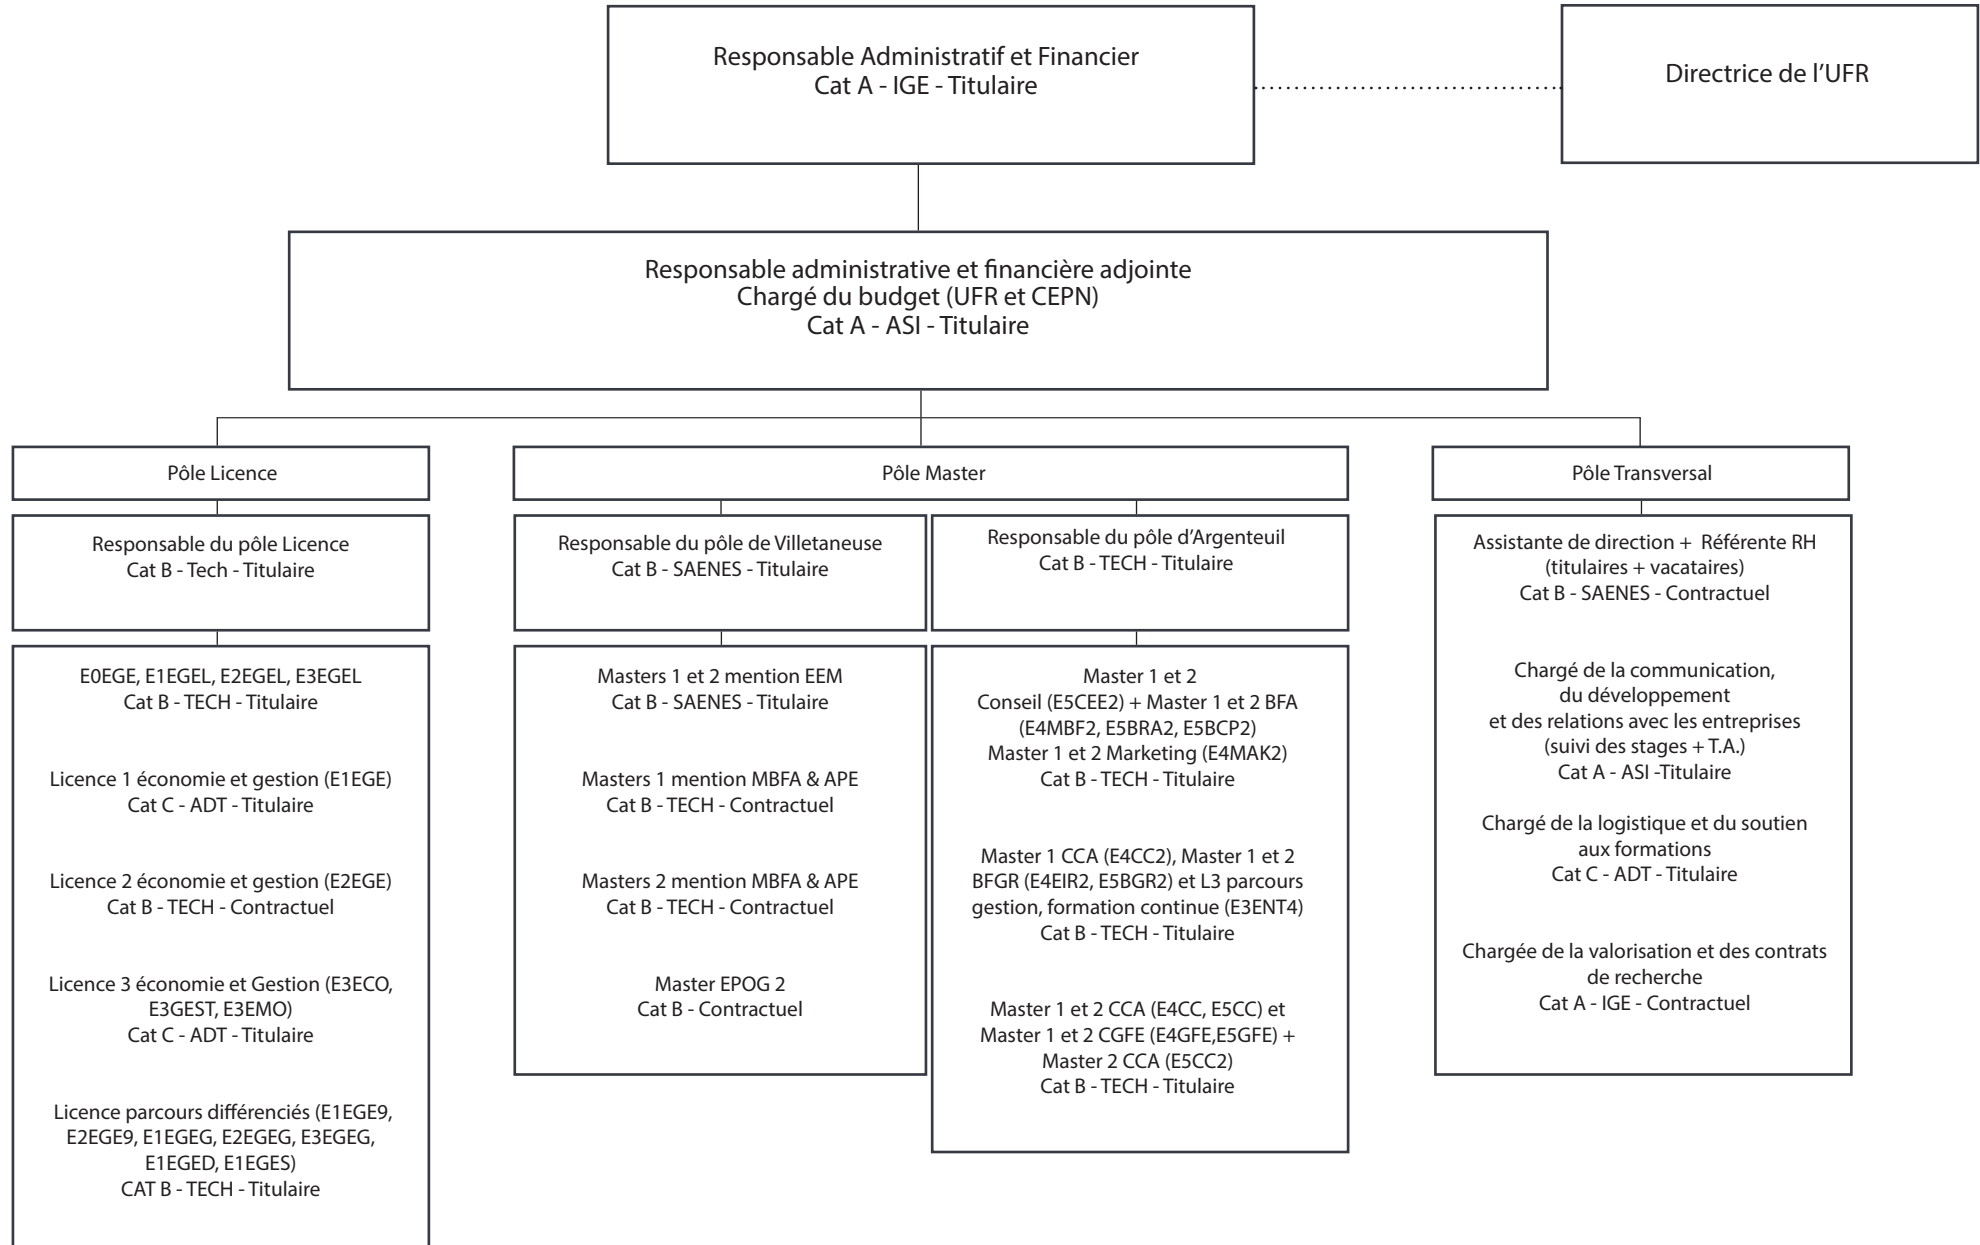 Responsable Administratif et Financier
Cat A - IGE - Titulaire
Directrice de l'UFR
Responsable administrative et financière adjointe
Chargé du budget (UFR et CEPN)
Cat A - ASI - Titulaire
Pôle Licence
Responsable du pôle Licence
Cat B - Tech - Titulaire
E0EGE, E1EGEL, E2EGEL, E3EGEL
Cat B - TECH - Titulaire
Licence 1 économie et gestion (E1EGE)
Cat C - ADT - Titulaire
Licence 2 économie et gestion (E2EGE)
Cat B - TECH - Contractuel
Licence 3 économie et Gestion (E3ECO,
E3GEST, E3EMO)
Cat C - ADT - Titulaire
Licence parcours différenciés (E1EGE9,
E2EGE9, E1EGEG, E2EGEG, E3EGEG,
E1EGED, E1EGES)
CAT B - TECH - Titulaire
Pôle Master
Responsable du pôle de Villetaneuse
Cat B - SAENES - Titulaire
Masters 1 et 2 mention EEM
Cat B - SAENES - Titulaire
Masters 1 mention MBFA & APE
Cat B - TECH - Contractuel
Masters 2 mention MBFA & APE
Cat B - TECH - Contractuel
Master EPOG 2
Cat B - Contractuel
Responsable du pôle d'Argenteuil
Cat B - TECH - Titulaire
Master 1 et 2
Conseil (E5CEE2) + Master 1 et 2 BFA
(E4MBF2, E5BRA2, E5BCP2)
Master 1 et 2 Marketing (E4MAK2)
Cat B - TECH - Titulaire
Master 1 CCA (E4CC2), Master 1 et 2
BFGR (E4EIR2, E5BGR2) et L3 parcours
gestion, formation continue (E3ENT4)
Cat B - TECH - Titulaire
Master 1 et 2 CCA (E4CC, E5CC) et
Master 1 et 2 CGFE (E4GFE,E5GFE) +
Master 2 CCA (E5CC2)
Cat B - TECH - Titulaire
Pôle Transversal
Assistante de direction + Référente RH
(titulaires + vacataires)
Cat B - SAENES - Contractuel
Chargé de la communication,
du développement
et des relations avec les entreprises
(suivi des stages + T.A.)
Cat A - ASI -Titulaire
Chargé de la logistique et du soutien
aux formations
Cat C - ADT - Titulaire
Chargée de la valorisation et des contrats
de recherche
Cat A - IGE - Contractuel